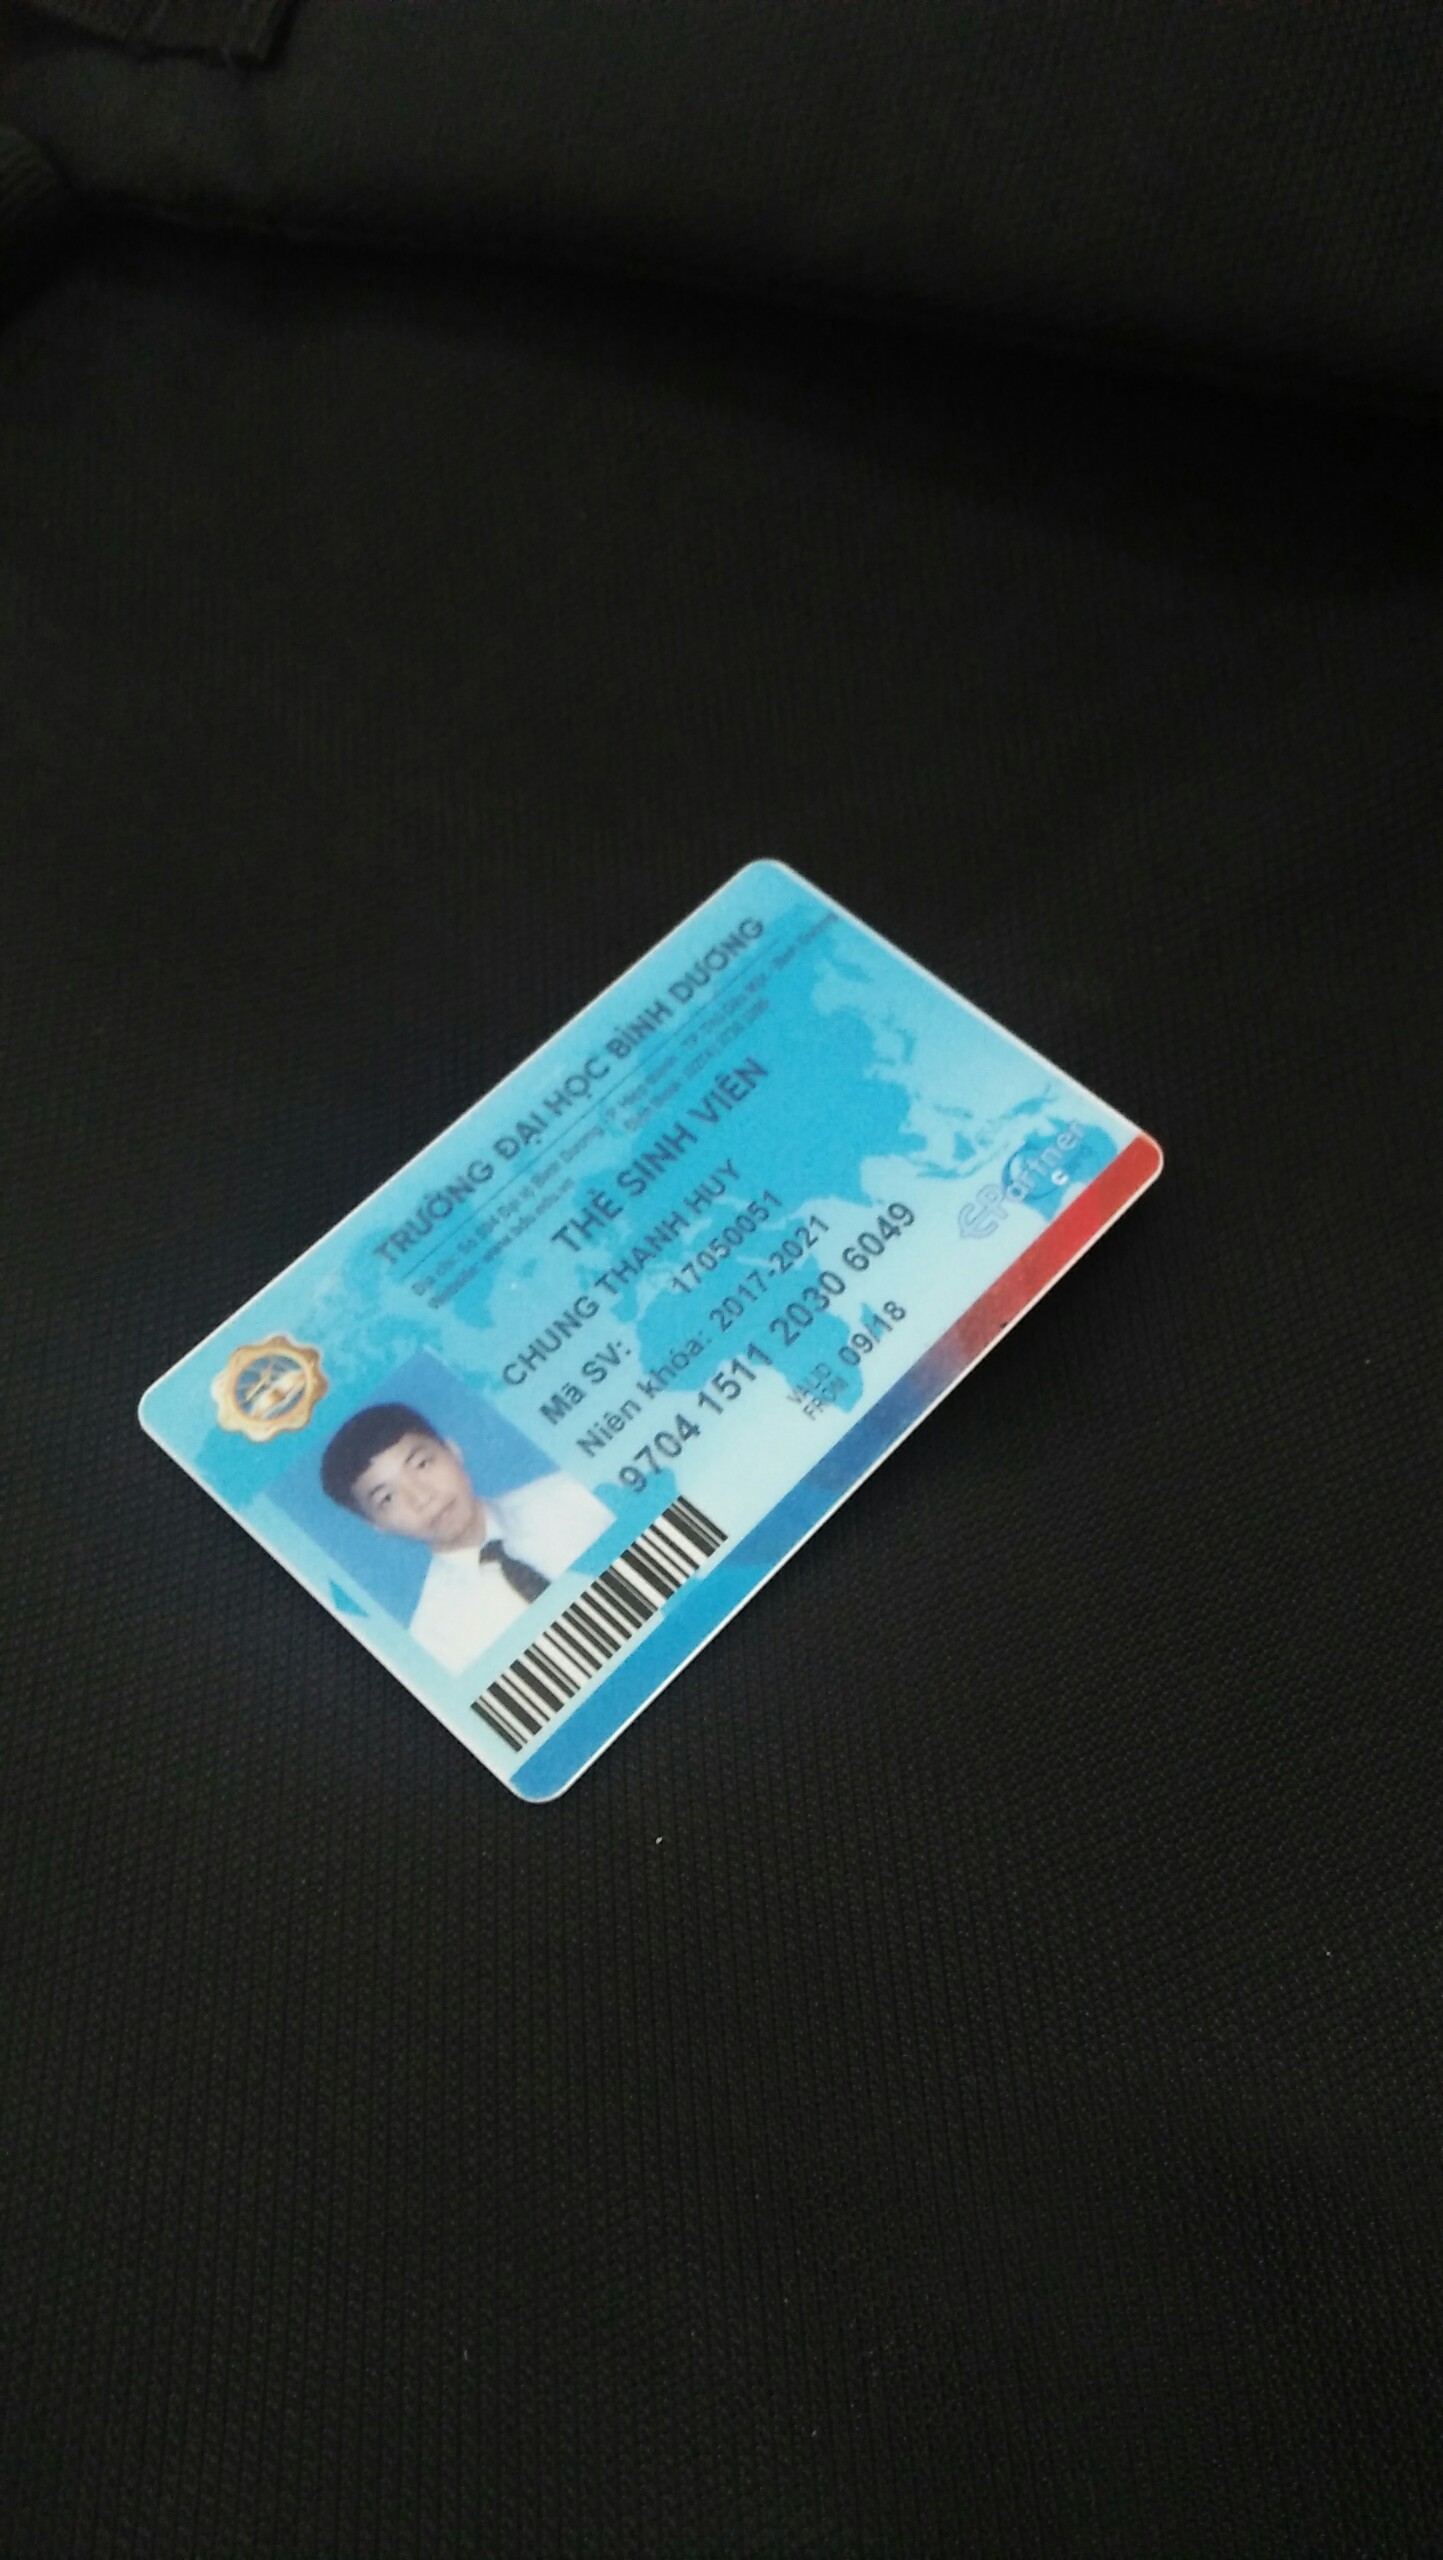 TRƯỜNG ĐẠI HỌC BÌNH DƯƠNG
THẺ SINH VIÊN
CHUNG THANH HUY
Mã SV: 17050051
Niên khóa: 2017-2021
9704 1511 2030 6049
VALID FROM 09/18
EPartner
C